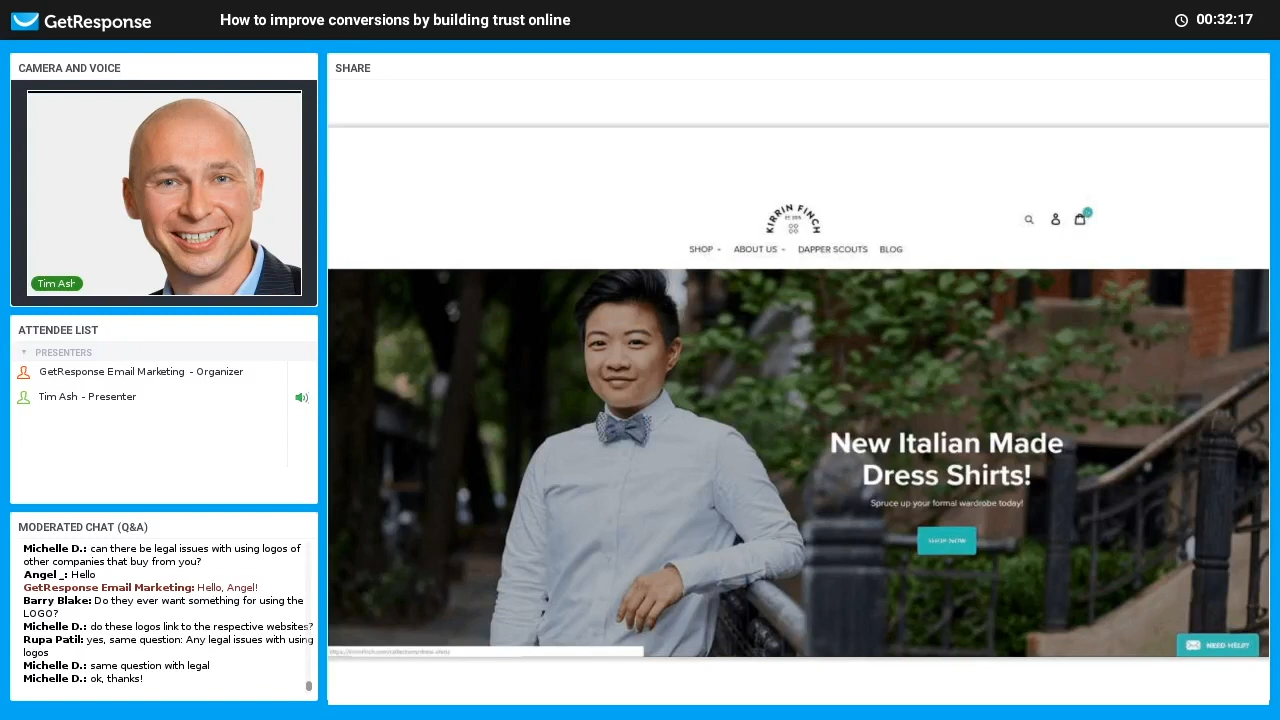 GetResponse
How to improve conversions by building trust online
00:32:17
CAMERA AND VOICE
Tim Ash
ATTENDEE LIST
PRESENTERS
GetResponse Email Marketing - Organizer
Tim Ash - Presenter
MODERATED CHAT (Q&A)
Michelle D.: can there be legal issues with using logos of
other companies that buy from you?
Angel _: Hello
GetResponse Email Marketing: Hello, Angel!
Barry Blake: Do they ever want something for using the
LOGO?
Michelle D.: do these logos link to the respective websites?
Rupa Patil: yes, same question: Any legal issues with using
logos
Michelle D.: same question with legal
Michelle D.: ok, thanks!
SHARE
KIRRIN FINCH
SHOP
ABOUT US
DAPPER SCOUTS
BLOG
New Italian Made
Dress Shirts!
Spruce up your formal wardrobe today!
SHOP NOW
NEED HELP?